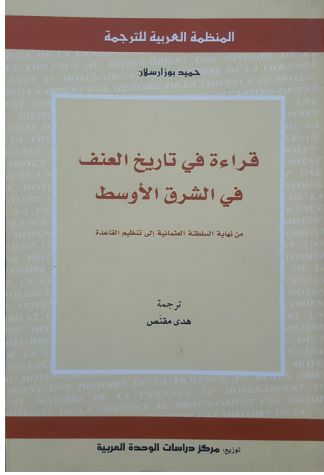 المنظمة العربية للترجمة
حميد بوزارسلان
قراءة في تاريخ العنف
في الشرق الأوسط
من نهاية السلطنة العثمانية إلى تنظيم القاعدة
ترجمة
هدى مقنّص
توزيع: مركز دراسات الوحدة العربية